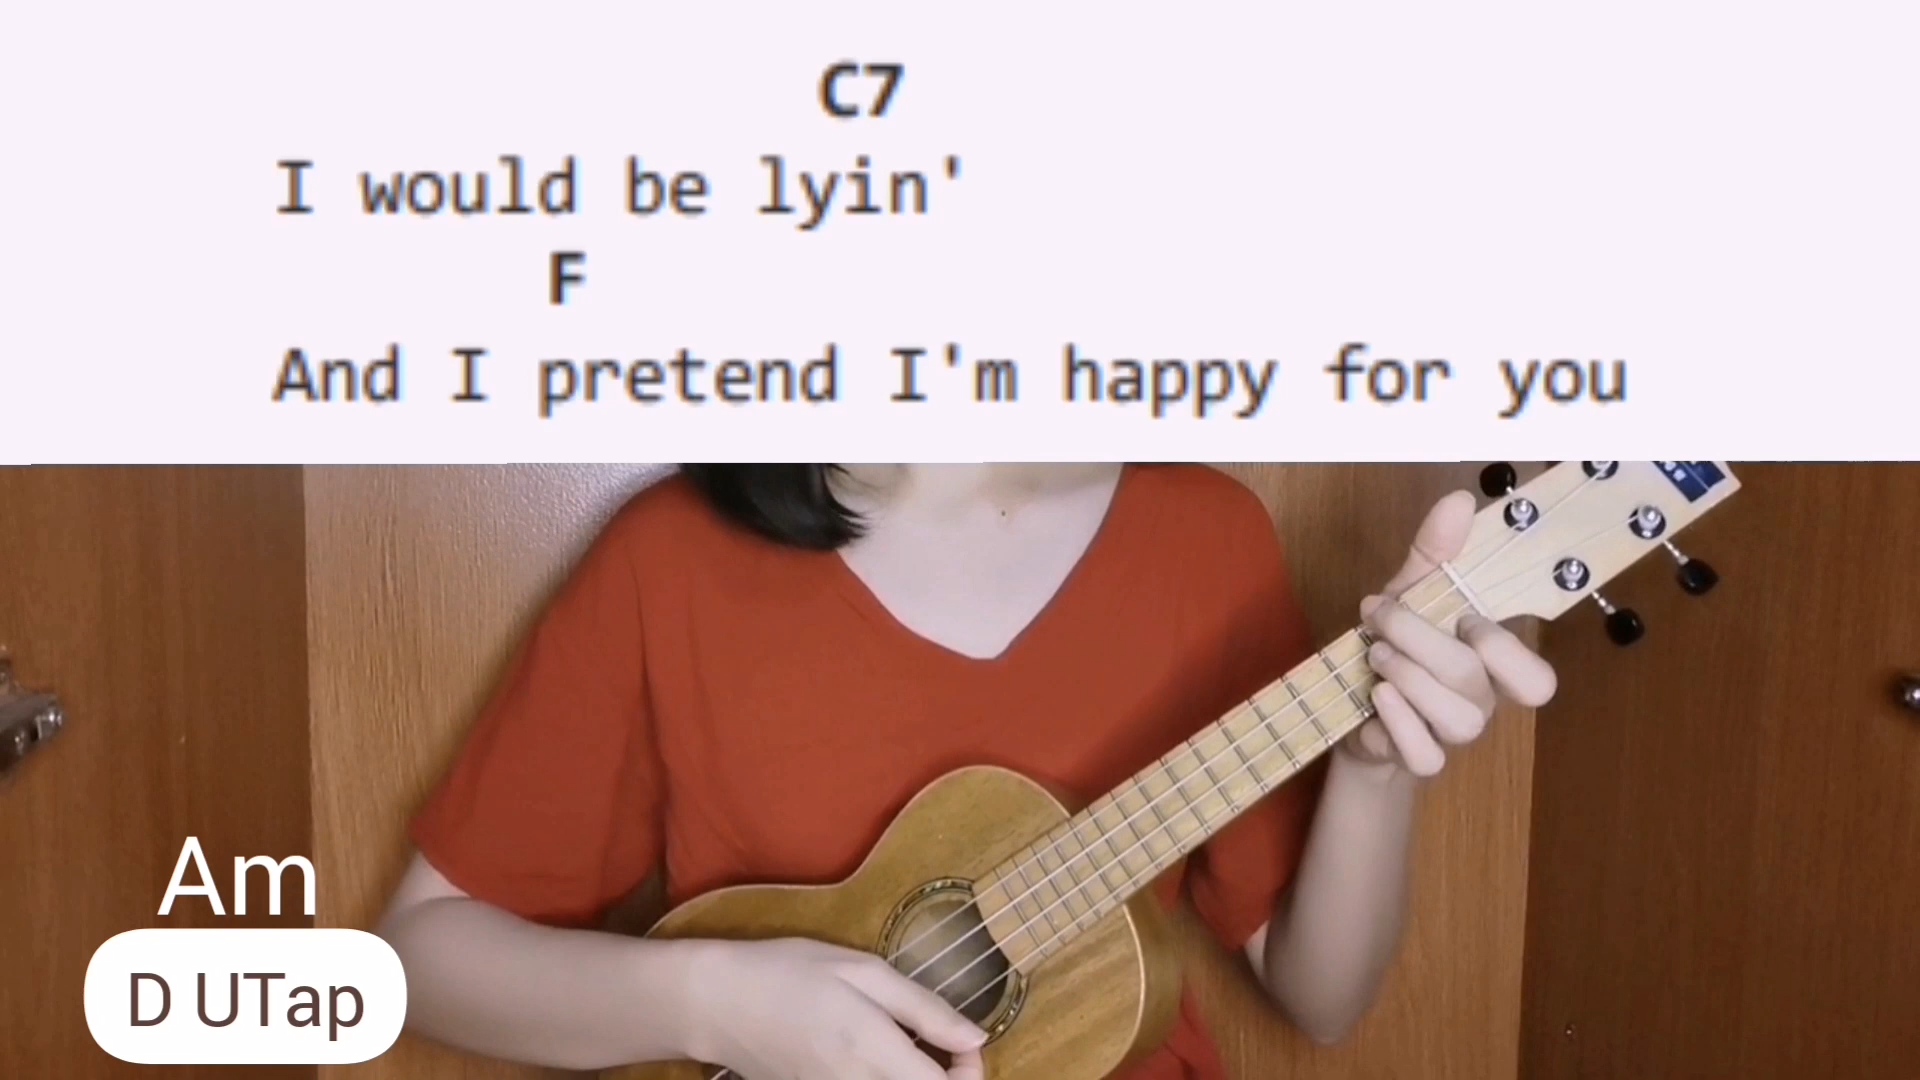 C7
I would be lyin'
F
And I pretend I'm happy for you
Am
D UTap